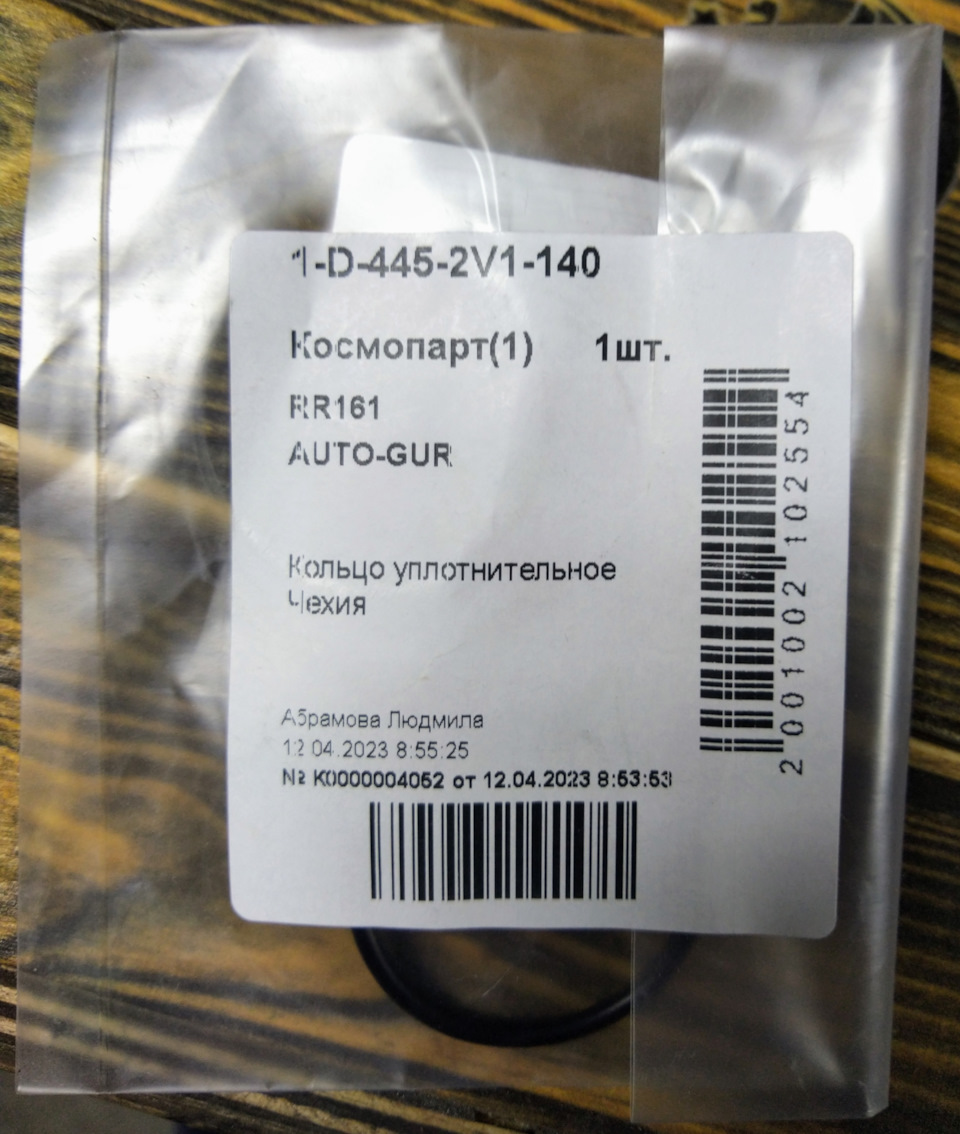 1-D-445-2V1-140
Космопарт(1) 1шт.
RR161
AUTO-GUR
Кольцо уплотнительное
Чехия
Абрамова Людмила
12.04.2023 8:55:25
№ К0000004052 от 12.04.2023 8:53:53
2001002102554